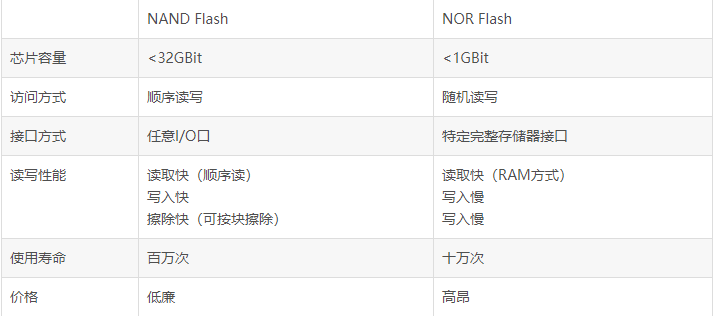 NAND Flash NOR Flash
芯片容量 <32GBit <1GBit
访问方式 顺序读写 随机读写
接口方式 任意I/O口 特定完整存储器接口
读写性能 读取快（顺序读） 读取快（RAM方式）
写入快 写入慢
擦除快（可按块擦除） 写入慢
使用寿命 百万次 十万次
价格 低廉 高昂